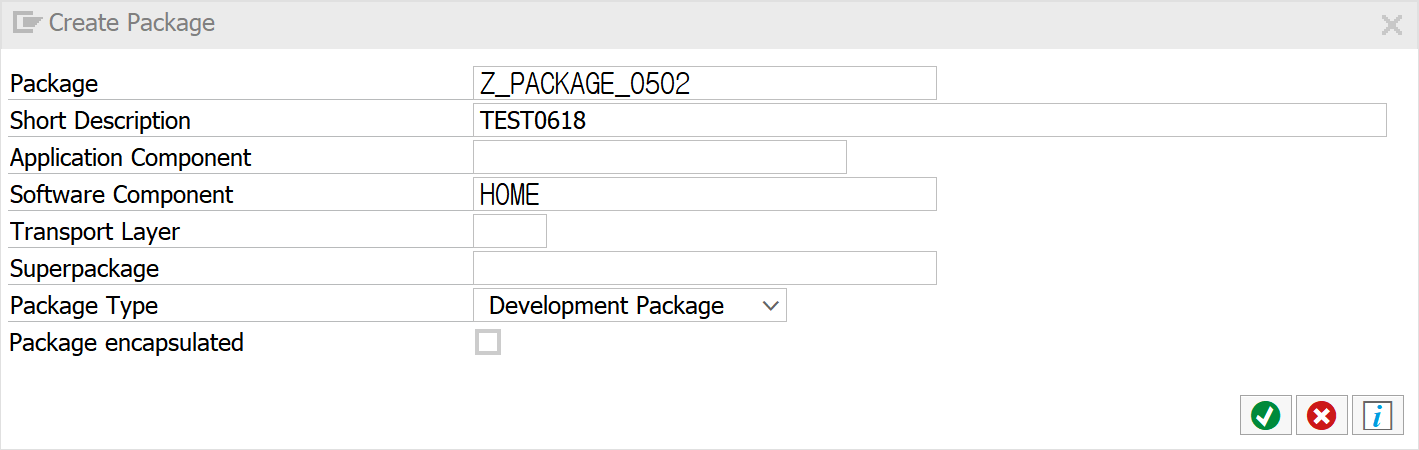 Create Package
Package Z_PACKAGE_0502
Short Description TEST0618
Application Component
Software Component HOME
Transport Layer
Superpackage
Package Type Development Package
Package encapsulated
i